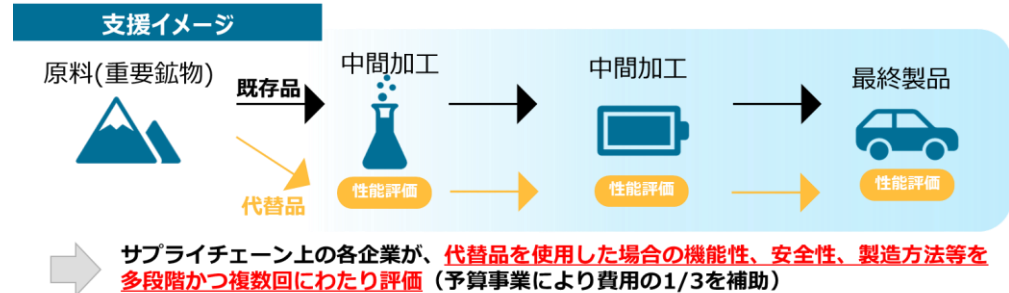 支援イメージ
原料(重要鉱物)
既存品
中間加工
中間加工
最終製品
代替品
性能評価
性能評価
性能評価
サプライチェーン上の各企業が、代替品を使用した場合の機能性、安全性、製造方法等を
多段階かつ複数回にわたり評価（予算事業により費用の1/3を補助）